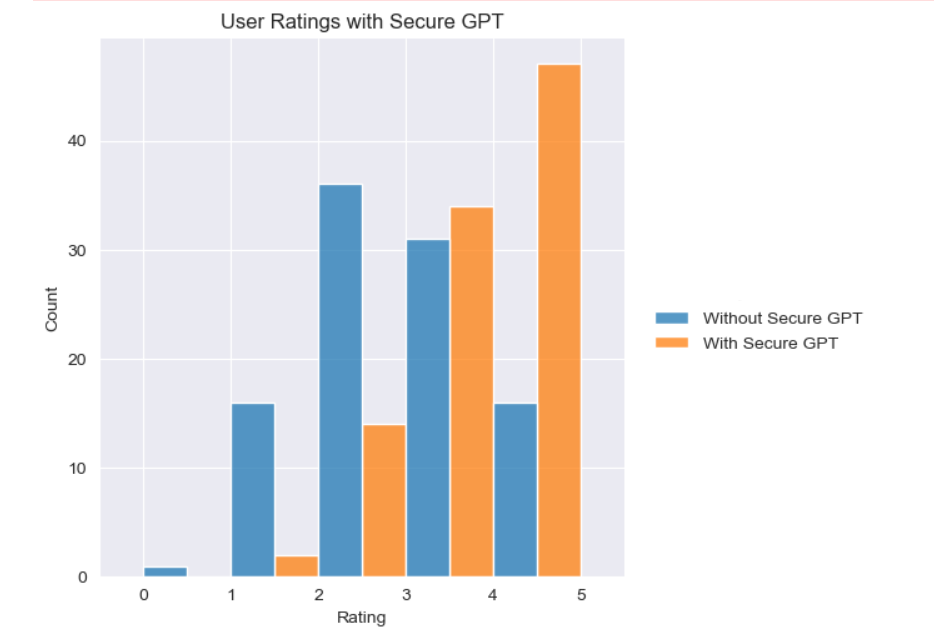 User Ratings with Secure GPT
40
30
20
10
0
Count
0 1 2 3 4 5
Rating
Without Secure GPT
With Secure GPT